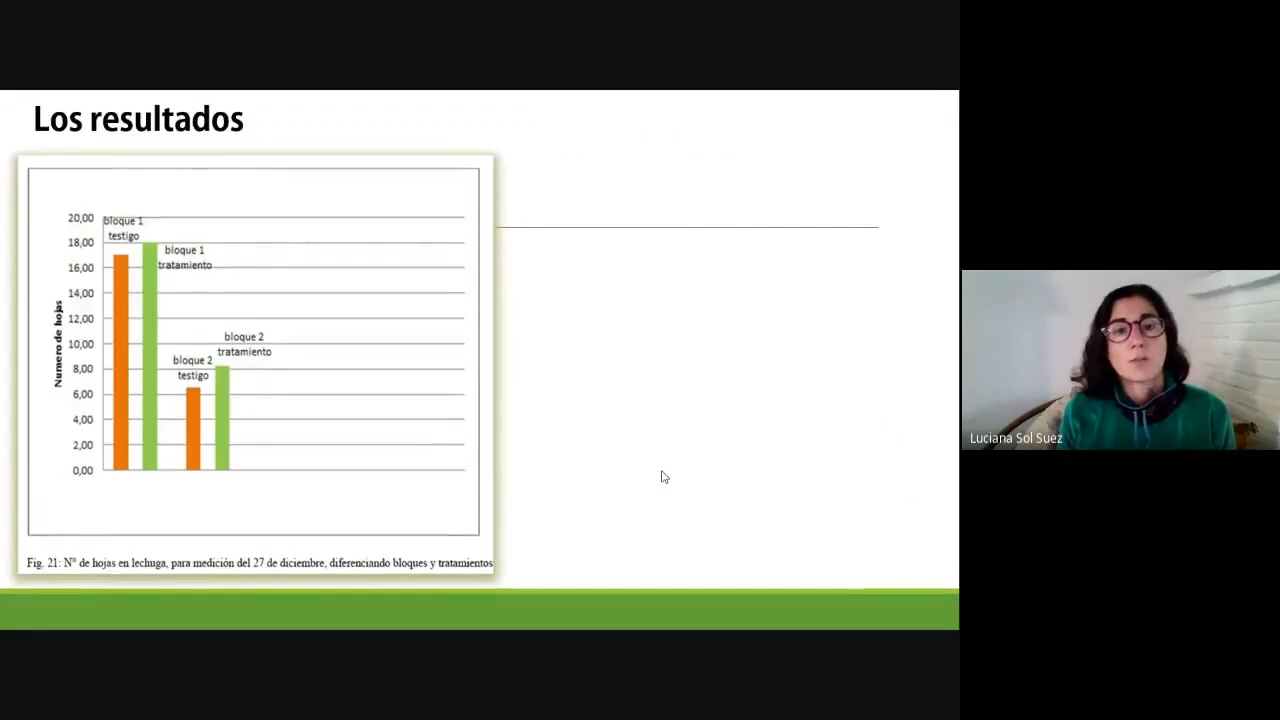 Los resultados
20,00
18,00
16,00
14,00
12,00
10,00
8,00
6,00
4,00
2,00
0,00
Numero de hojas
bloque 1
testigo
bloque 1
tratamiento
bloque 2
testigo
bloque 2
tratamiento
Fig. 21: Nº de hojas en lechuga, para medición del 27 de diciembre, diferenciando bloques y tratamientos
Luciana Sol Suez